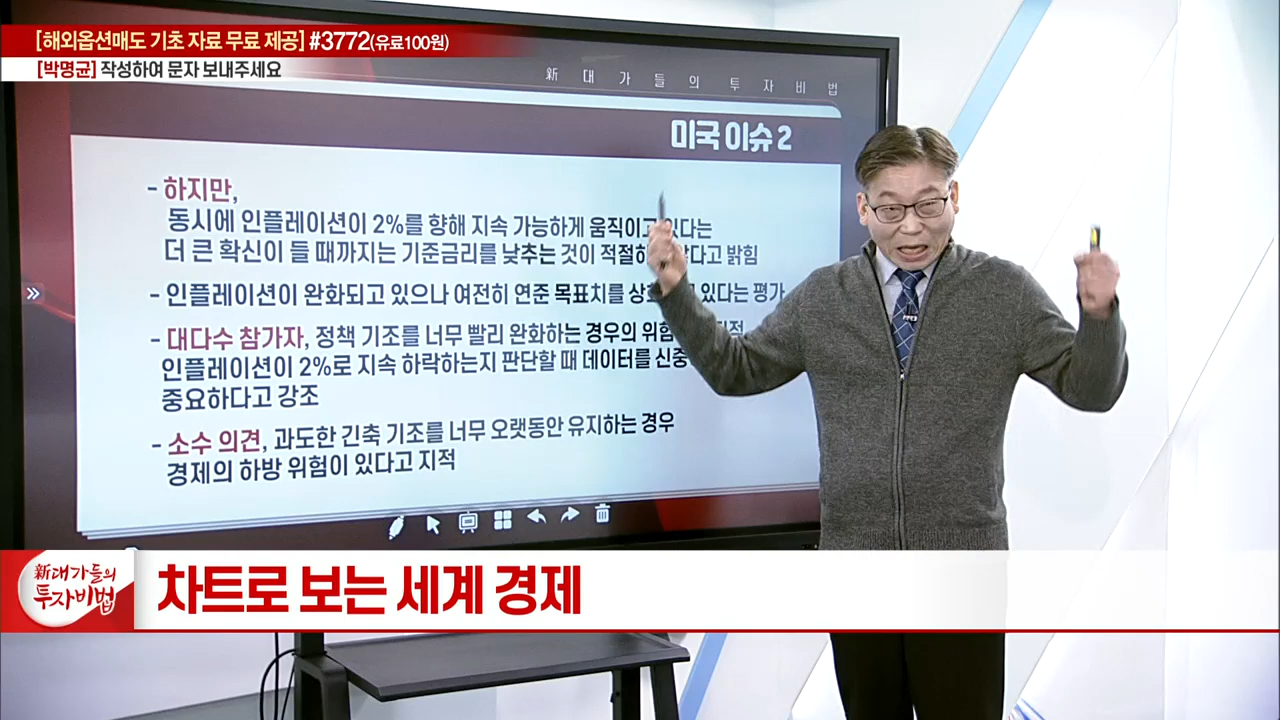 [해외옵션매도 기초 자료 무료 제공] #3772(유료100원)
[박명균] 작성하여 문자 보내주세요
新 대 가 들 의 투 자 비 법
미국 이슈 2
- 하지만,
동시에 인플레이션이 2%를 향해 지속 가능하게 움직이고 있다는
더 큰 확신이 들 때까지는 기준금리를 낮추는 것이 적절하 다고 밝힘
- 인플레이션이 완화되고 있으나 여전히 연준 목표치를 있다는 평가
- 대다수 참가자, 정책 기조를 너무 빨리 완화하는 경우의 위험 지적
인플레이션이 2%로 지속 하락하는지 판단할 때 데이터를
중요하다고 강조
- 소수 의견, 과도한 긴축 기조를 너무 오랫동안 유지하는 경우
경제의 하방 위험이 있다고 지적
新대가들의
투자비법
차트로 보는 세계 경제